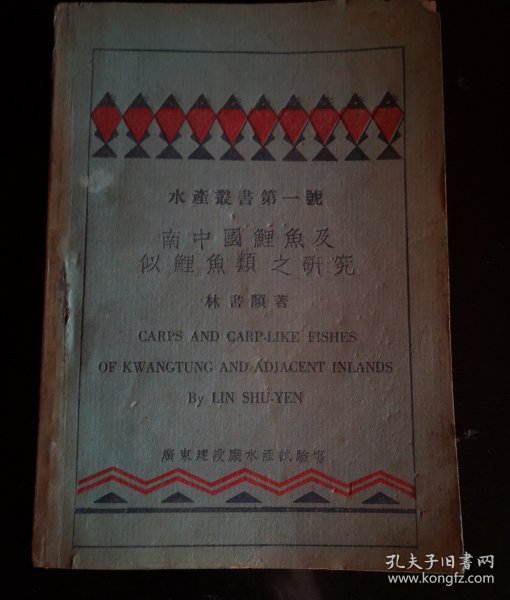 水產叢書第一號
南中國鯉魚及
似鯉魚類之研究
林書顏著
CARPS AND CARP-LIKE FISHES
OF KWANGTUNG AND ADJACENT INLANDS
By LIN SHU-YEN
廣東建設廳水產試驗場
孔夫子旧书网
www.kongfz.com